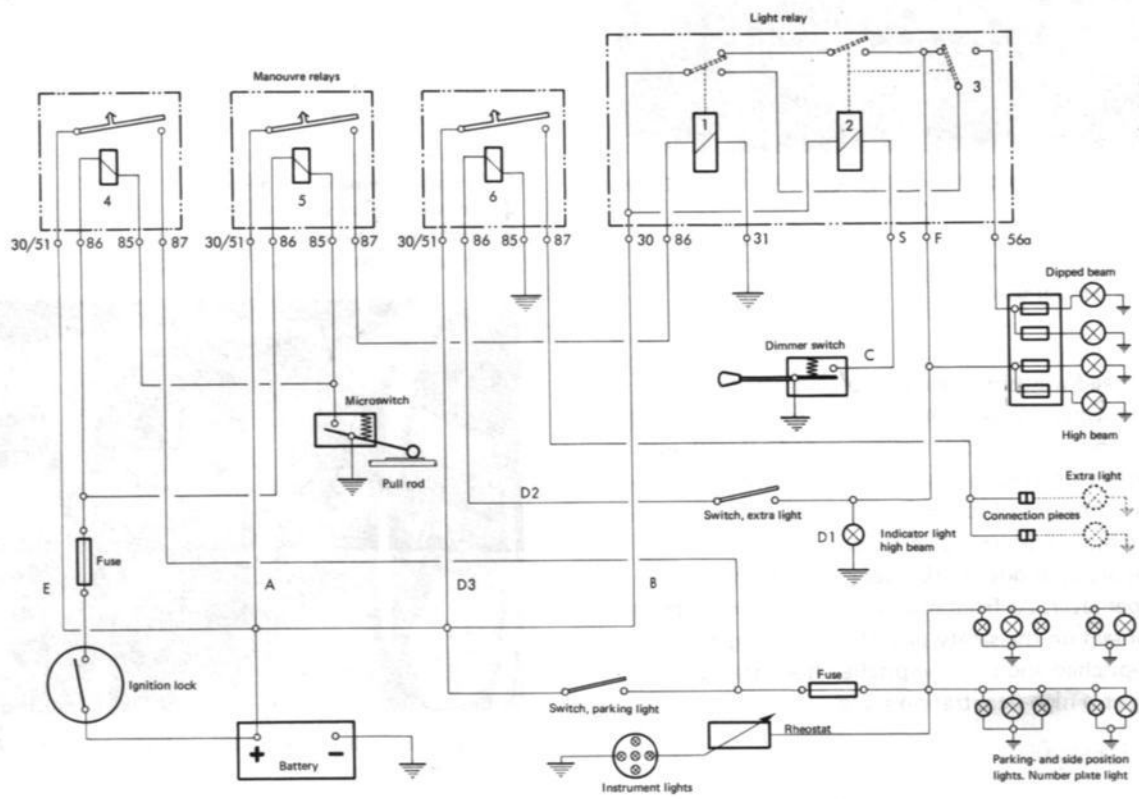 Light relay
Manouvre relays
1
2
3
4
5
6
30/51
86
85
87
30/51
86
85
87
30/51
86
85
87
30
86
31
S
F
56a
Dipped beam
Dimmer switch
C
Microswitch
Pull rod
High beam
D2
Extra light
Switch, extra light
Connection pieces
D1
Indicator light
high beam
Fuse
E
A
D3
B
Ignition lock
Fuse
Switch, parking light
Rheostat
+
−
Battery
Instrument lights
Parking- and side position
lights. Number plate light